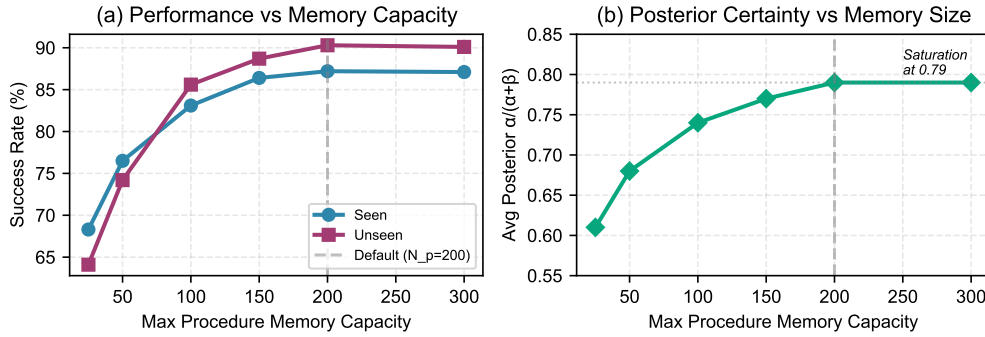 (a) Performance vs Memory Capacity
Success Rate (%)
90
85
80
75
70
65
50
100
150
200
250
300
Max Procedure Memory Capacity
Seen
Unseen
Default (N_p=200)
(b) Posterior Certainty vs Memory Size
Avg Posterior α/(α+β)
0.85
0.80
0.75
0.70
0.65
0.60
0.55
50
100
150
200
250
300
Max Procedure Memory Capacity
Saturation
at 0.79